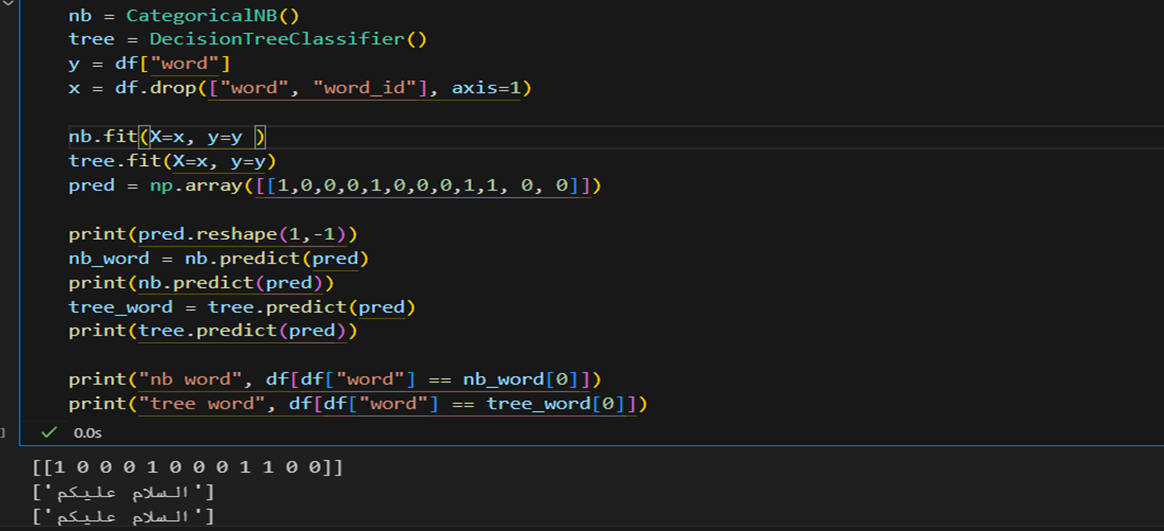 nb = CategoricalNB()
tree = DecisionTreeClassifier()
y = df["word"]
x = df.drop(["word", "word_id"], axis=1)
nb.fit(X=x, y=y )
tree.fit(X=x, y=y)
pred = np.array([[1,0,0,0,1,0,0,0,1,1, 0, 0]])
print(pred.reshape(1,-1))
nb_word = nb.predict(pred)
print(nb.predict(pred))
tree_word = tree.predict(pred)
print(tree.predict(pred))
print("nb word", df[df["word"] == nb_word[0]])
print("tree word", df[df["word"] == tree_word[0]])
0.0s
[[1 0 0 0 1 0 0 0 1 1 0 0]]
['السلام عليكم']
['السلام عليكم']